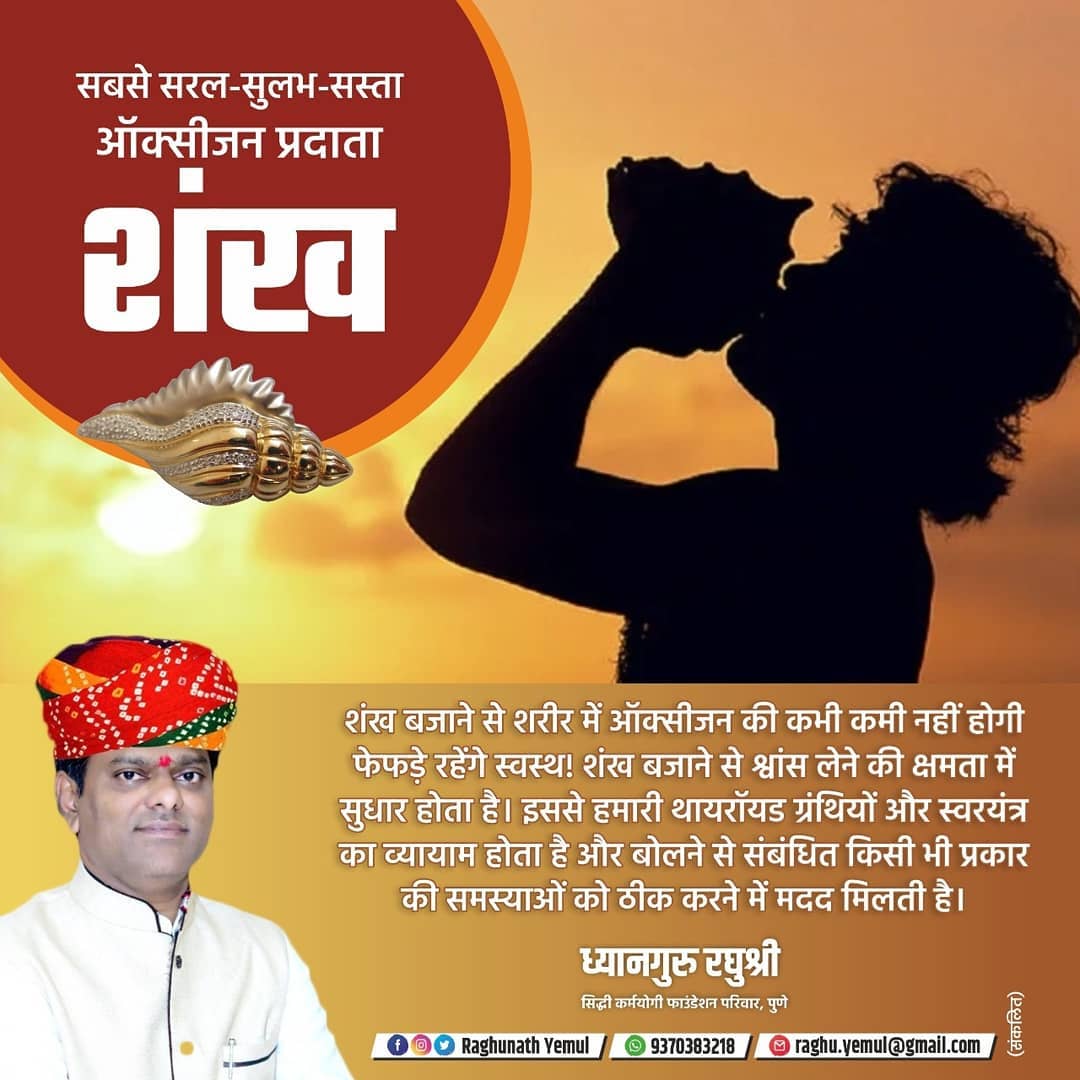 सबसे सरल-सुलभ-सस्ता
ऑक्सीजन प्रदाता
शंख
शंख बजाने से शरीर में ऑक्सीजन की कभी कमी नहीं होगी
फेफड़े रहेंगे स्वस्थ! शंख बजाने से श्वांस लेने की क्षमता में
सुधार होता है। इससे हमारी थायरॉयड ग्रंथियों और स्वरयंत्र
का व्यायाम होता है और बोलने से संबंधित किसी भी प्रकार
की समस्याओं को ठीक करने में मदद मिलती है।
ध्यानगुरु रघुश्री
सिद्धी कर्मयोगी फाउंडेशन परिवार, पुणे
Raghunath Yemul 9370383218 raghu.yemul@gmail.com
(संकलित)